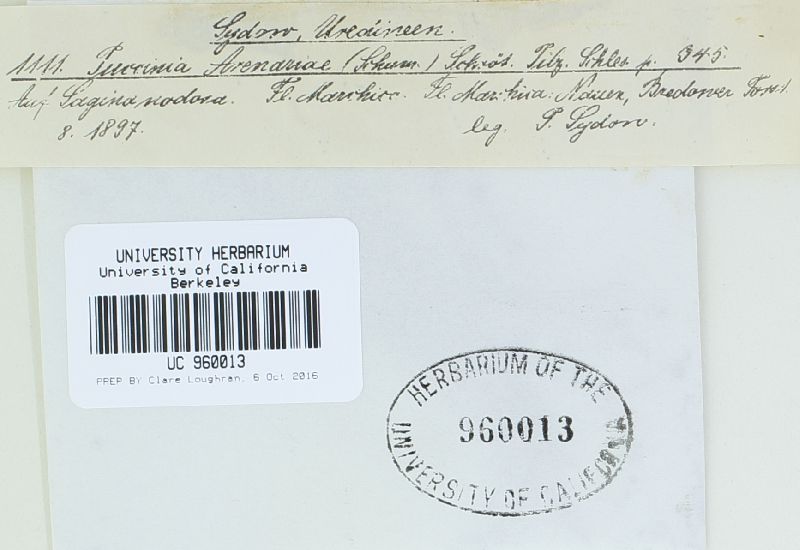 Sydow, Uredineen.
1111. Puccinia Arenariae (Schum.) Schröt. Pilz. Schles p. 345.
Auf Sagina nodosa. Fl. Marchica. Fl. Marchica: Nauen, Bredower Forst
8. 1897. leg. P. Sydow.
UNIVERSITY HERBARIUM
University of California
Berkeley
UC 960013
PREP BY Clare Loughran, 6 Oct 2016
HERBARIUM OF THE
960013
UNIVERSITY OF CALIFORNIA